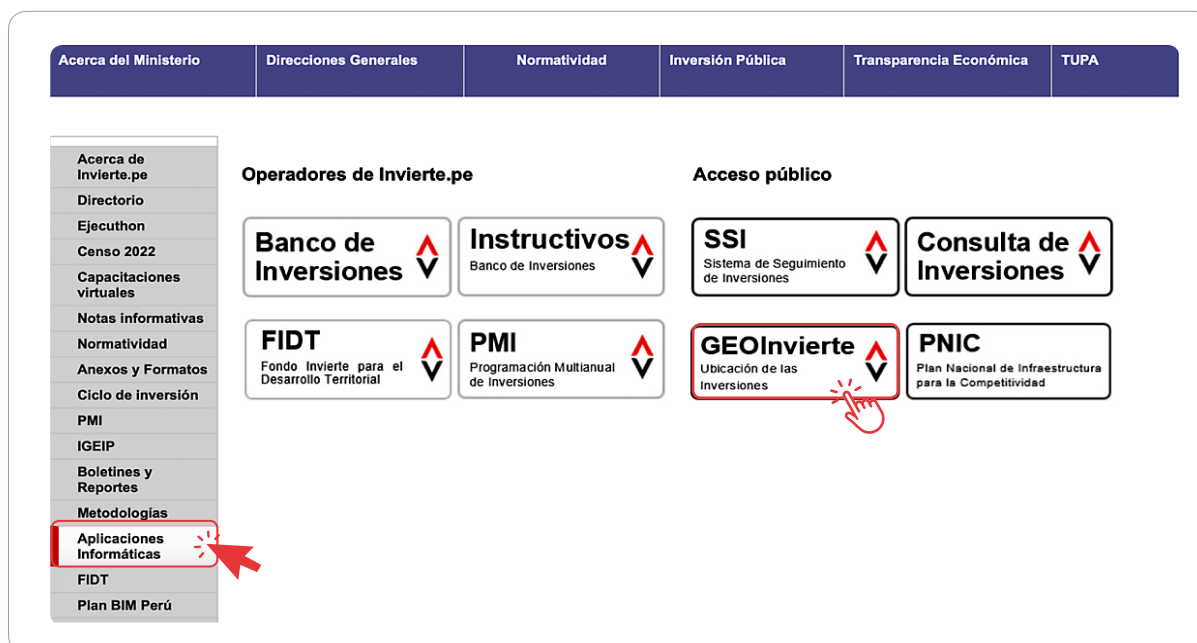 Acerca del Ministerio
Direcciones Generales
Normatividad
Inversión Pública
Transparencia Económica
TUPA
Acerca de
Invierte.pe
Directorio
Ejecuthon
Censo 2022
Capacitaciones
virtuales
Notas informativas
Normatividad
Anexos y Formatos
Ciclo de inversión
PMI
IGEIP
Boletines y
Reportes
Metodologías
Aplicaciones
Informáticas
FIDT
Plan BIM Perú
Operadores de Invierte.pe
Banco de
Inversiones
Instructivos
Banco de Inversiones
FIDT
Fondo Invierte para el
Desarrollo Territorial
PMI
Programación Multianual
de Inversiones
Acceso público
SSI
Sistema de Seguimiento
de Inversiones
Consulta de
Inversiones
GEOInvierte
Ubicación de las
Inversiones
PNIC
Plan Nacional de Infraestructura
para la Competitividad